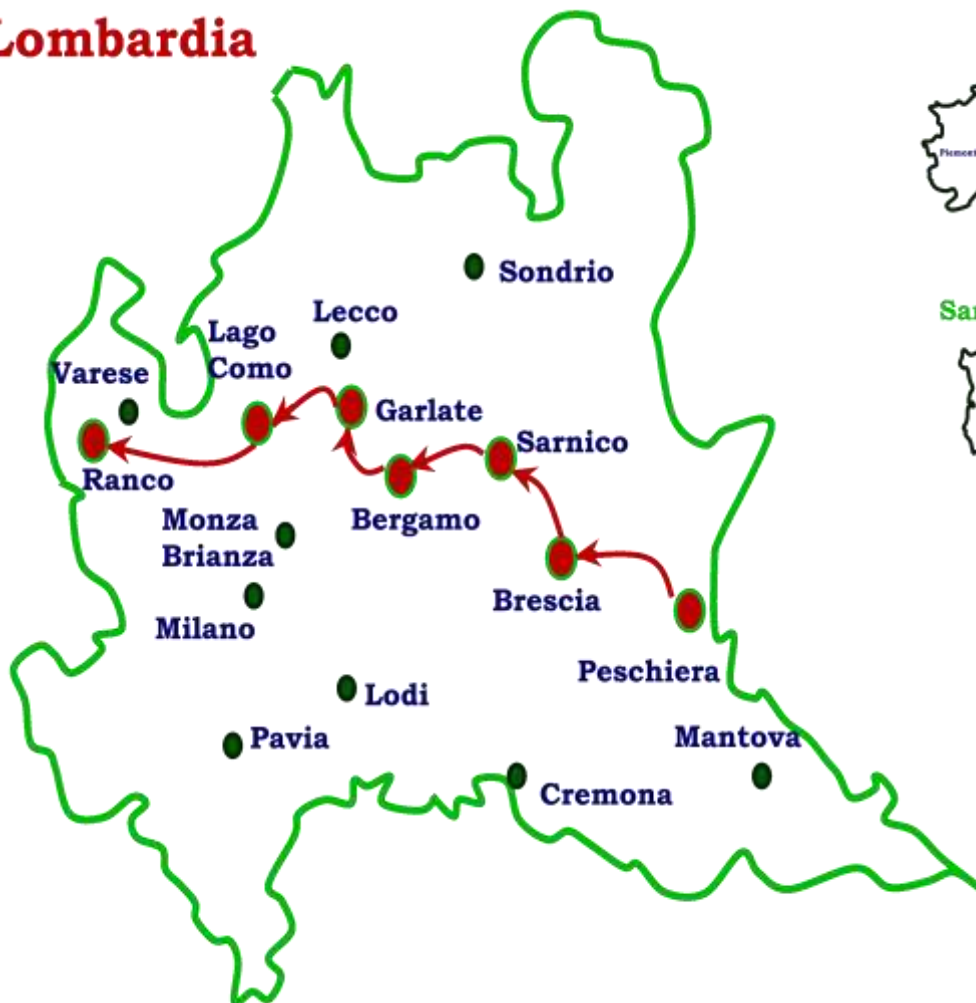 Lombardia
Sondrio
Lecco
Lago
Como
Varese
Garlate
Sarnico
Ranco
Bergamo
Monza
Brianza
Brescia
Milano
Peschiera
Lodi
Pavia
Mantova
Cremona